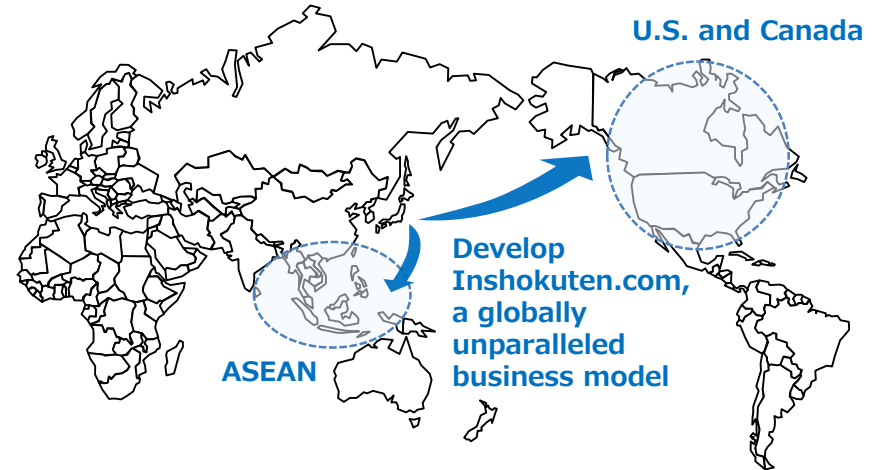 U.S. and Canada
Develop
Inshokuten.com,
a globally
unparalleled
business model
ASEAN